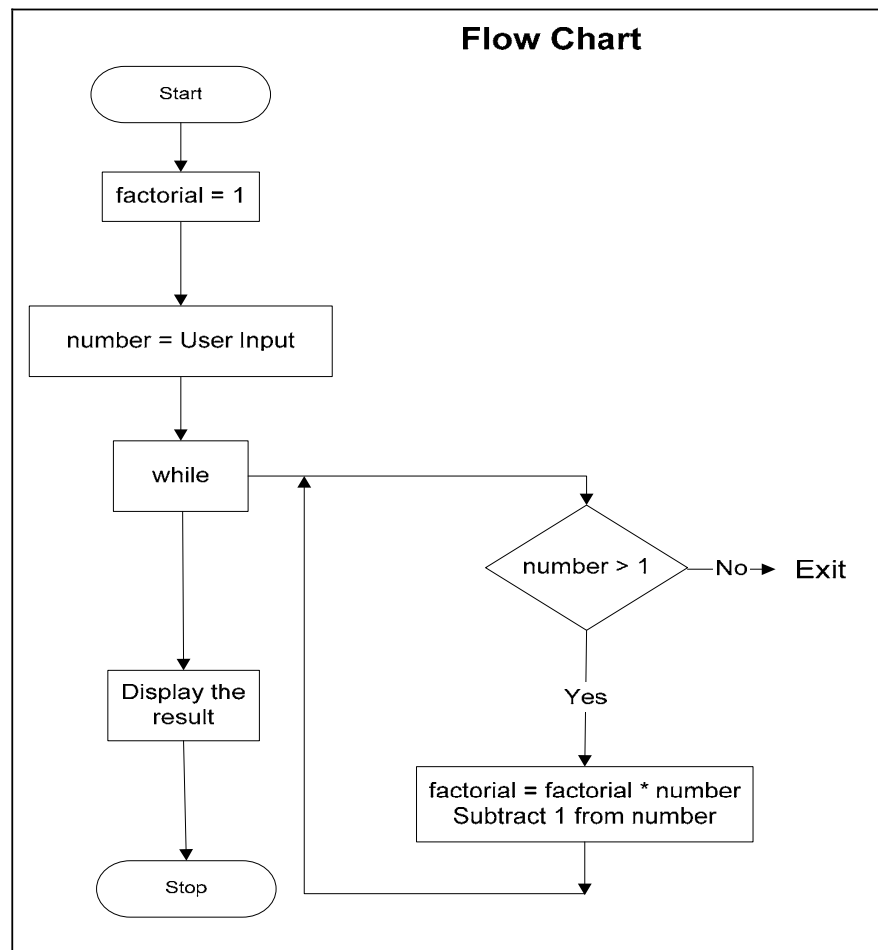 Flow Chart
Start
factorial = 1
number = User Input
while
number > 1
No
Exit
Yes
factorial = factorial * number
Subtract 1 from number
Display the
result
Stop